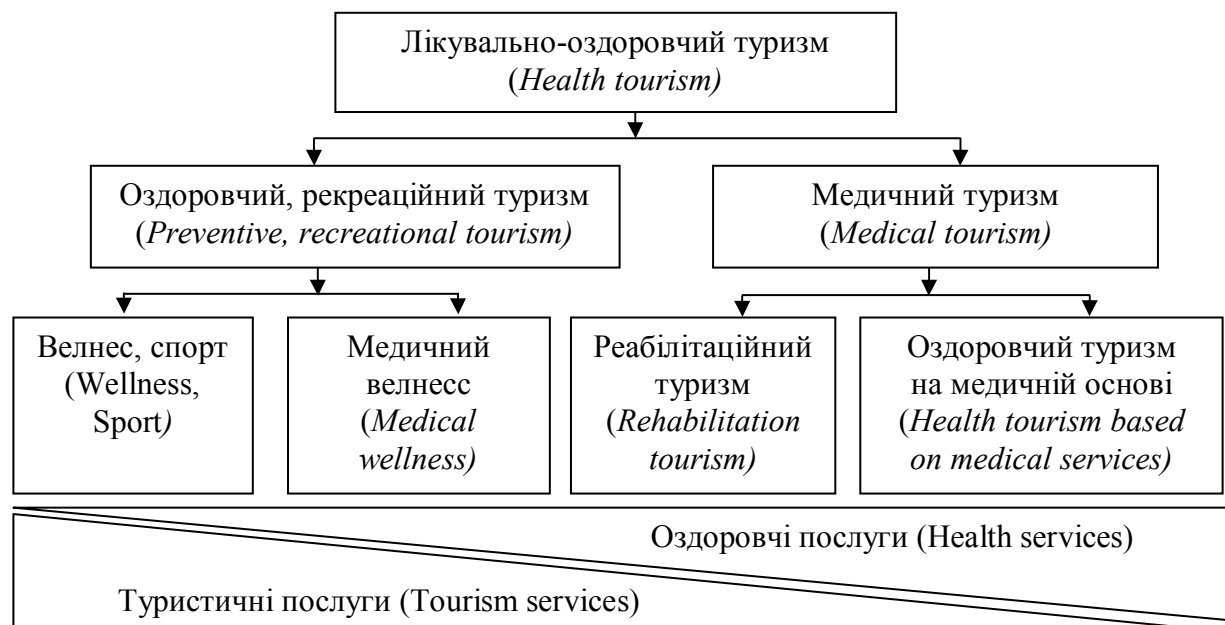 Лікувально-оздоровчий туризм
(Health tourism)
Оздоровчий, рекреаційний туризм
(Preventive, recreational tourism)
Медичний туризм
(Medical tourism)
Велнес, спорт
(Wellness,
Sport)
Медичний
велнесс
(Medical
wellness)
Реабілітаційний
туризм
(Rehabilitation
tourism)
Оздоровчий туризм
на медичній основі
(Health tourism based
on medical services)
Оздоровчі послуги (Health services)
Туристичні послуги (Tourism services)